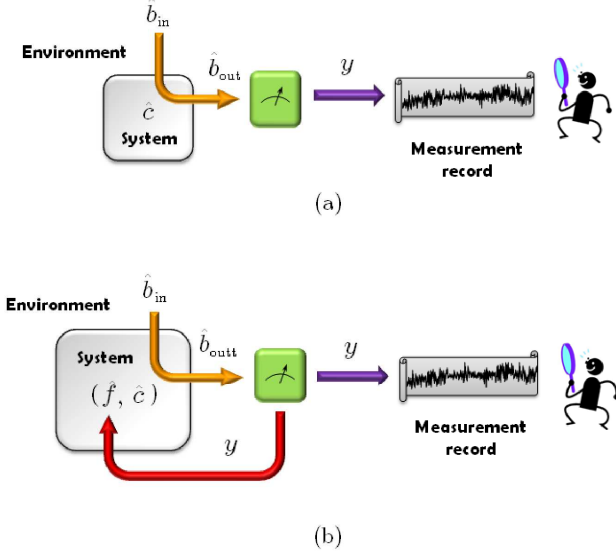 b̂in
Environment
b̂out
y
ĉ
System
Measurement
record
(a)
b̂in
Environment
b̂outt
y
System
(f̂, ĉ)
y
Measurement
record
(b)